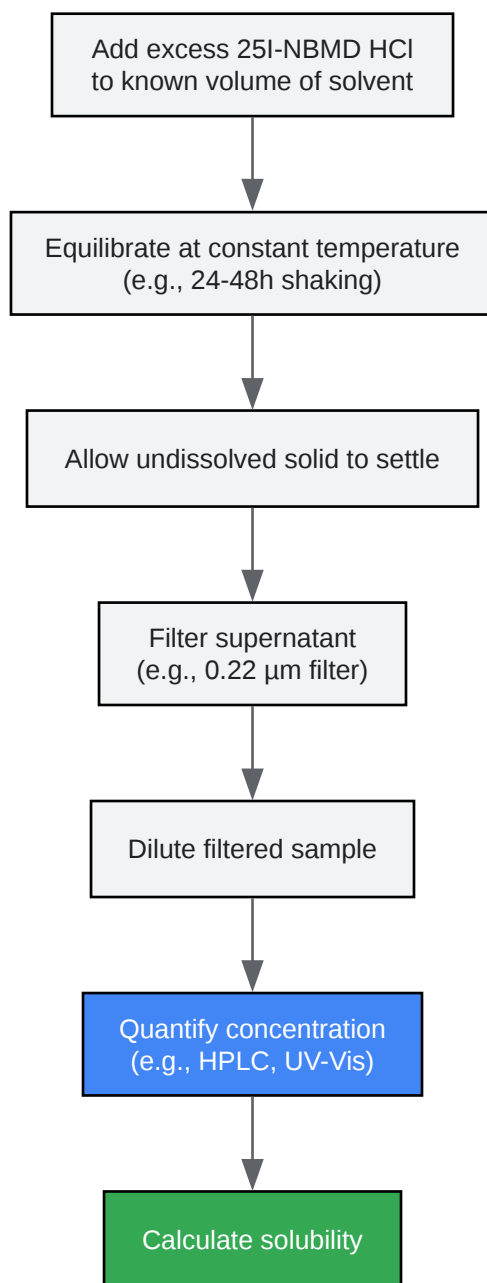 Add excess 25I-NBMD HCl
to known volume of solvent
Equilibrate at constant temperature
(e.g., 24-48h shaking)
Allow undissolved solid to settle
Filter supernatant
(e.g., 0.22 µm filter)
Dilute filtered sample
Quantify concentration
(e.g., HPLC, UV-Vis)
Calculate solubility